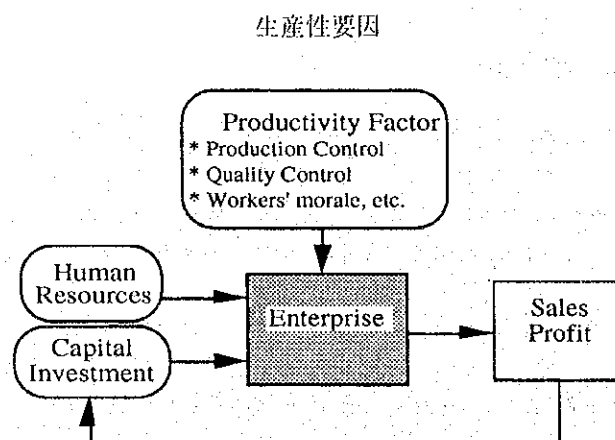 生産性要因
Productivity Factor
* Production Control
* Quality Control
* Workers' morale, etc.
Human
Resources
Capital
Investment
Enterprise
Sales
Profit